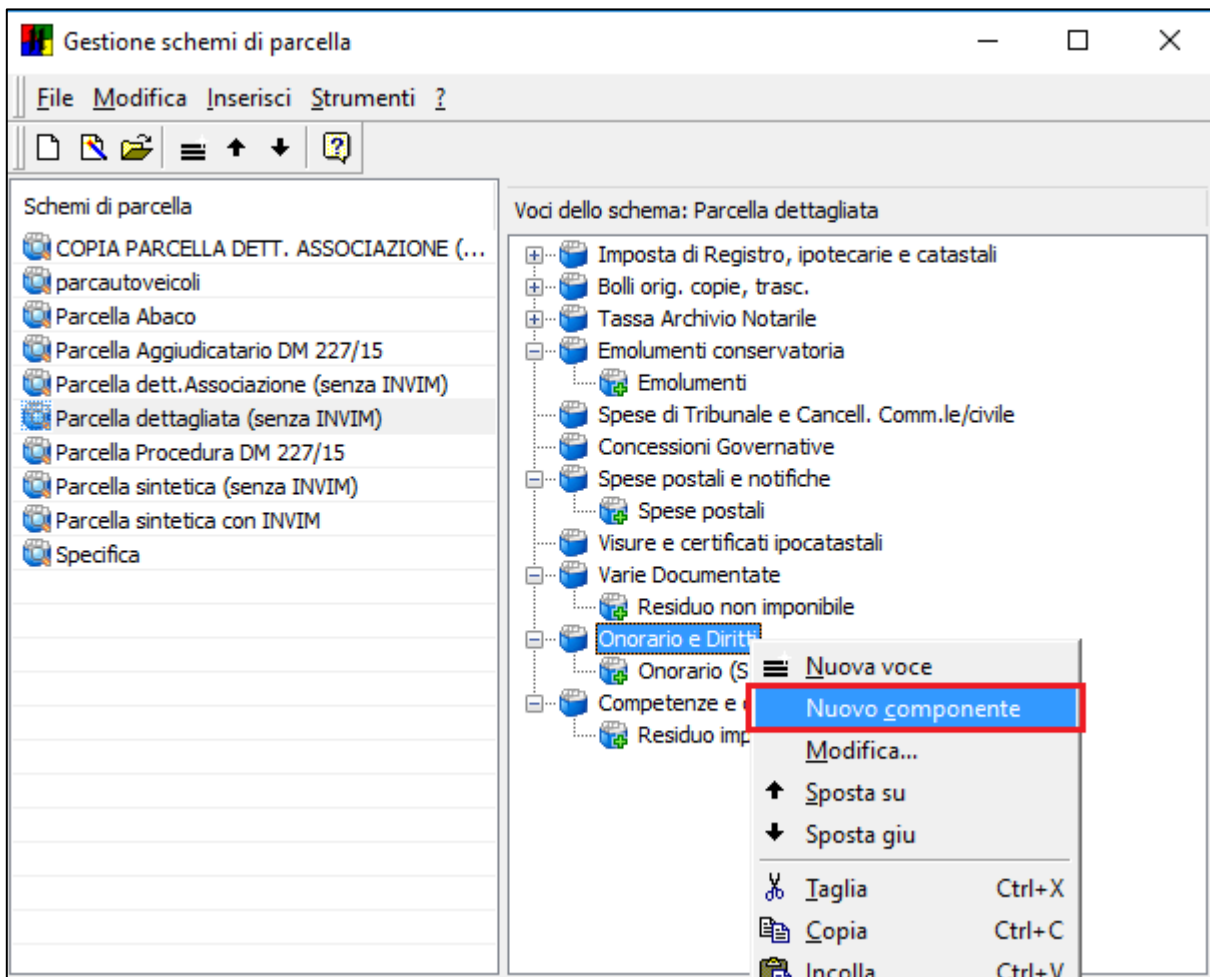 Gestione schemi di parcella
File Modifica Inserisci Strumenti ?
Schemi di parcella
COPIA PARCELLA DETT. ASSOCIAZIONE (...
parcautoveicoli
Parcella Abaco
Parcella Aggiudicatario DM 227/15
Parcella dett.Associazione (senza INVIM)
Parcella dettagliata (senza INVIM)
Parcella Procedura DM 227/15
Parcella sintetica (senza INVIM)
Parcella sintetica con INVIM
Specifica
Voci dello schema: Parcella dettagliata
Imposta di Registro, ipotecarie e catastali
Bolli orig. copie, trasc.
Tassa Archivio Notarile
Emolumenti conservatoria
Emolumenti
Spese di Tribunale e Cancell. Comm.le/civile
Concessioni Governative
Spese postali e notifiche
Spese postali
Visure e certificati ipocatastali
Varie Documentate
Residuo non imponibile
Onorario e Diritti
Onorario (S
Competenze e
Residuo imp
Nuova voce
Nuovo componente
Modifica...
Sposta su
Sposta giu
Taglia Ctrl+X
Copia Ctrl+C
Incolla Ctrl+V